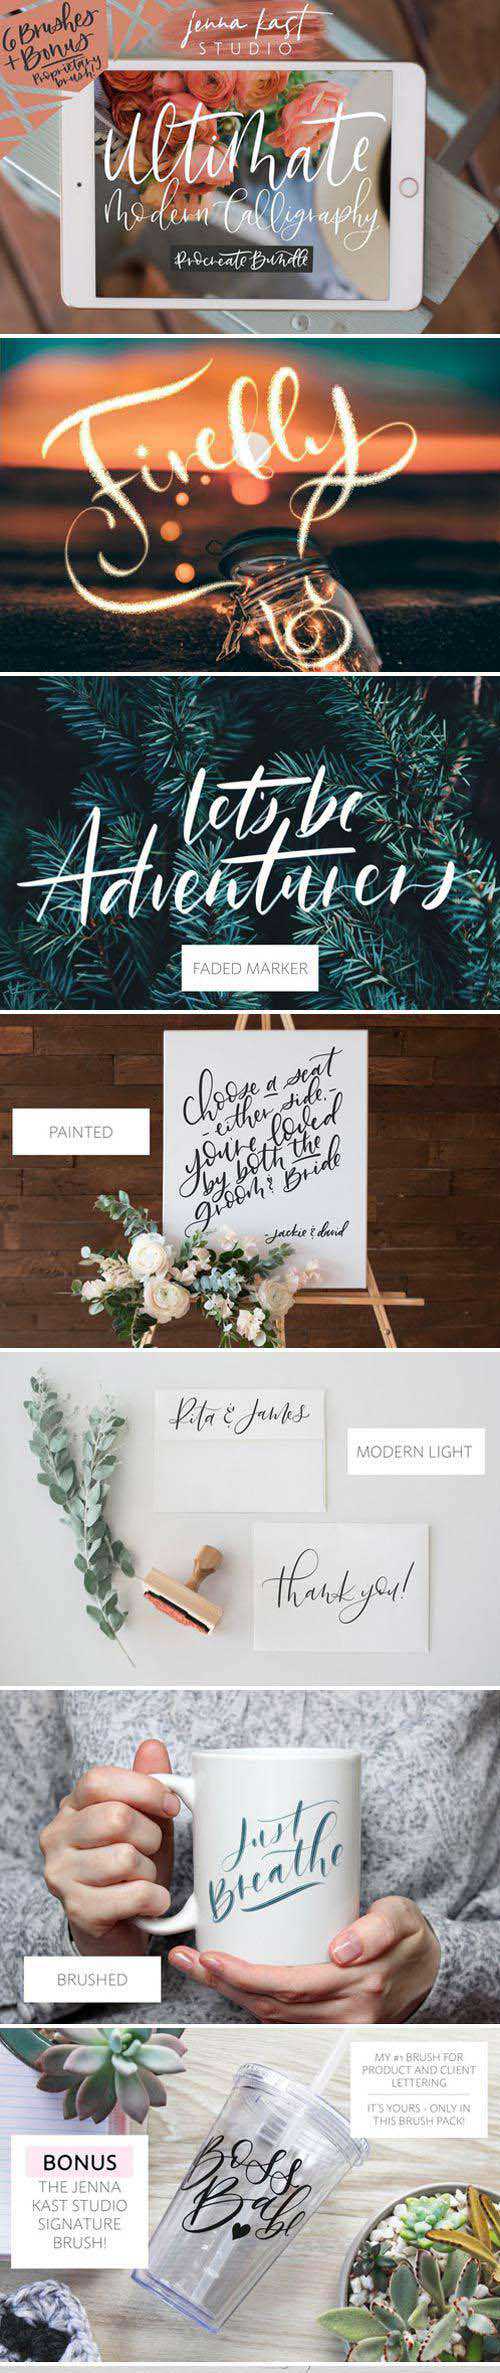 6 Brushes
+ Bonus
Proprietary
brush!
jenna kast
STUDIO
Ultimate
Modern Calligraphy
Procreate Bundle
Firefly
let's be
Adventurers
FADED MARKER
PAINTED
Choose a seat
- either side, -
you're loved
by both the
groom & Bride
- jackie & david
Rita & James
MODERN LIGHT
thank you!
Just
Breathe
BRUSHED
MY #1 BRUSH FOR
PRODUCT AND CLIENT
LETTERING
IT'S YOURS - ONLY IN
THIS BRUSH PACK!
BONUS
THE JENNA
KAST STUDIO
SIGNATURE
BRUSH!
Boss
Babe